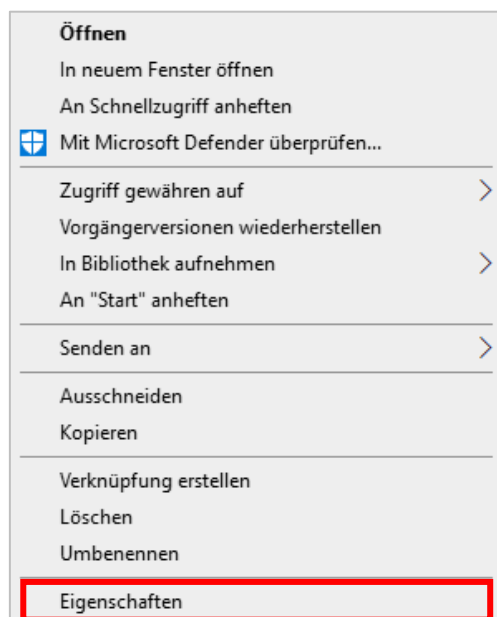 Öffnen
In neuem Fenster öffnen
An Schnellzugriff anheften
Mit Microsoft Defender überprüfen...
Zugriff gewähren auf
Vorgängerversionen wiederherstellen
In Bibliothek aufnehmen
An "Start" anheften
Senden an
Ausschneiden
Kopieren
Verknüpfung erstellen
Löschen
Umbenennen
Eigenschaften